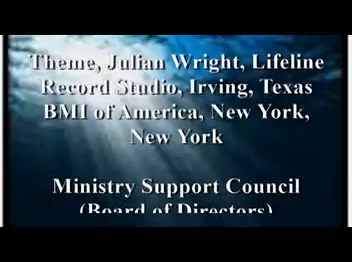 Theme, Julian Wright, Lifeline
Record Studio, Irving, Texas
BMI of America, New York,
New York
Ministry Support Council
(Board of Directors)